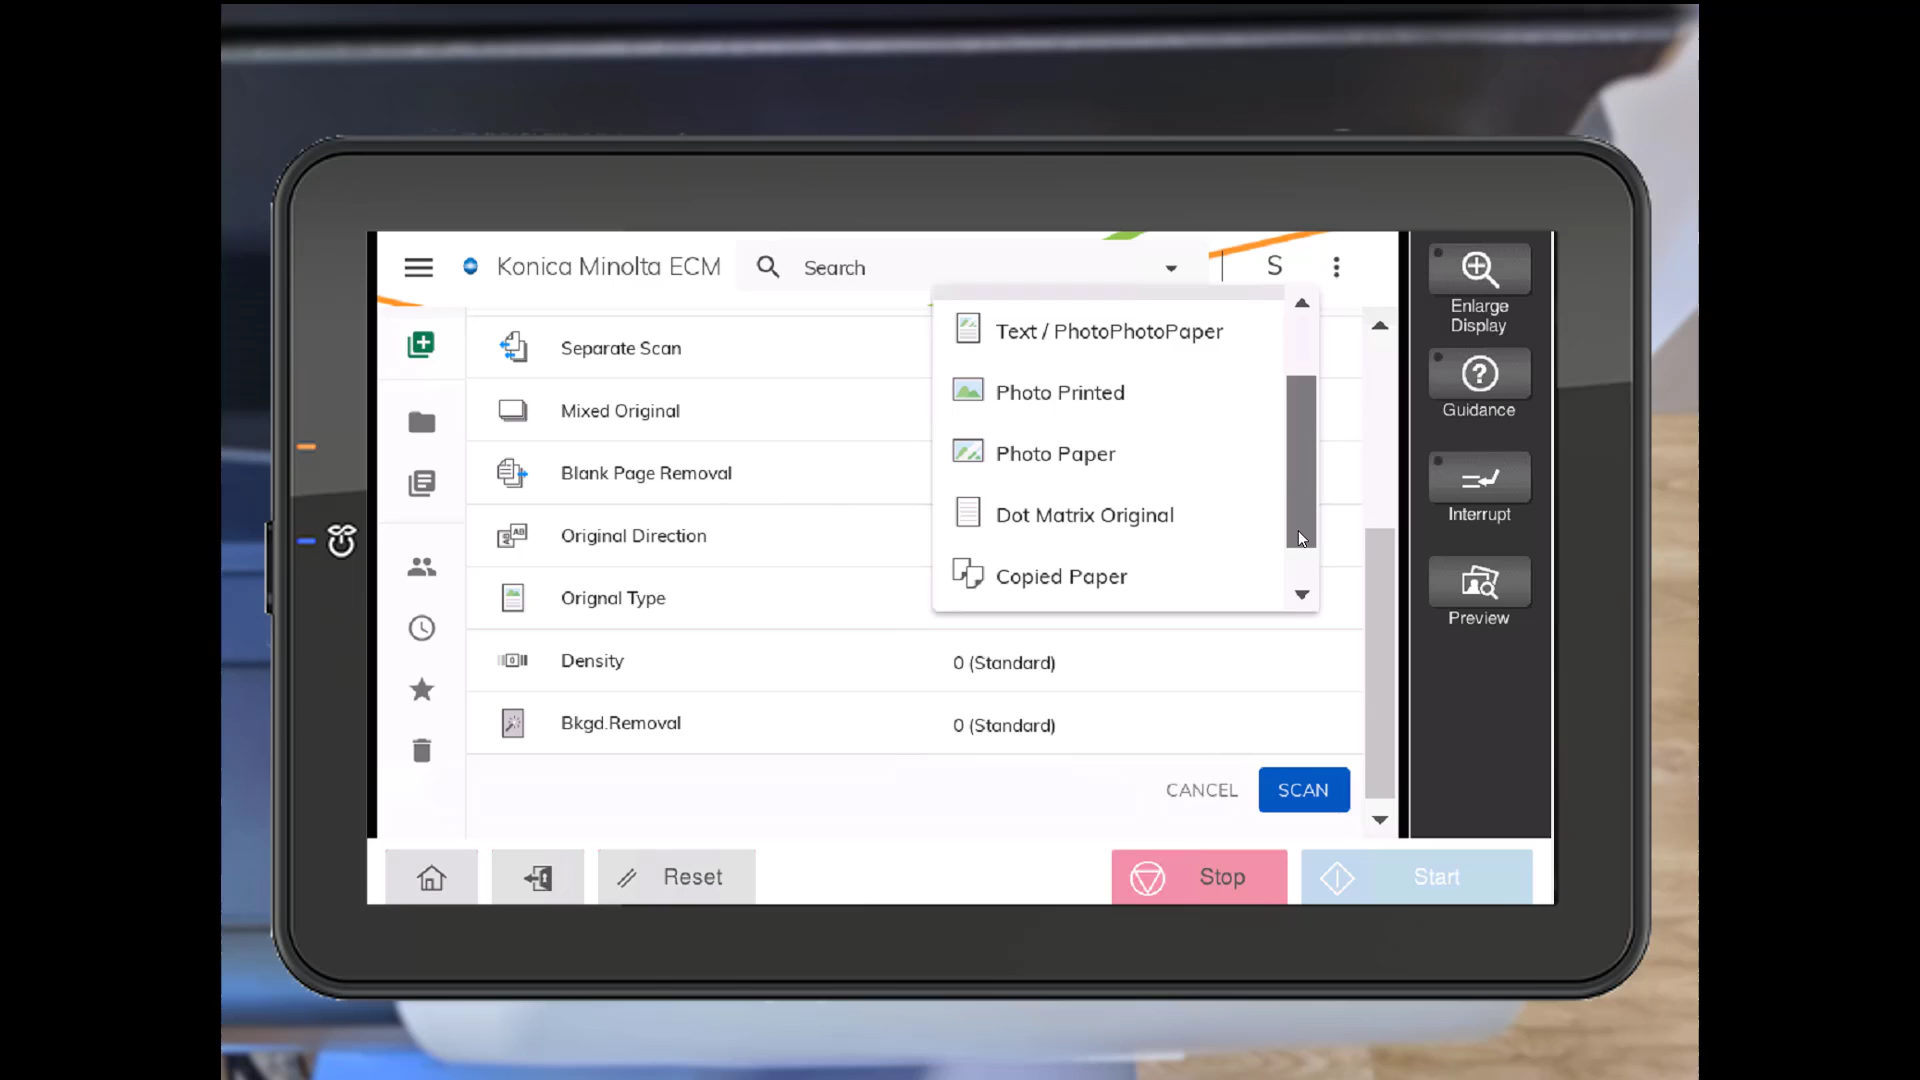 Konica Minolta ECM
Search
S
Separate Scan
Mixed Original
Blank Page Removal
Original Direction
Orignal Type
Density
0 (Standard)
Bkgd.Removal
0 (Standard)
Text / PhotoPhotoPaper
Photo Printed
Photo Paper
Dot Matrix Original
Copied Paper
CANCEL
SCAN
Reset
Stop
Start
Enlarge
Display
Guidance
Interrupt
Preview